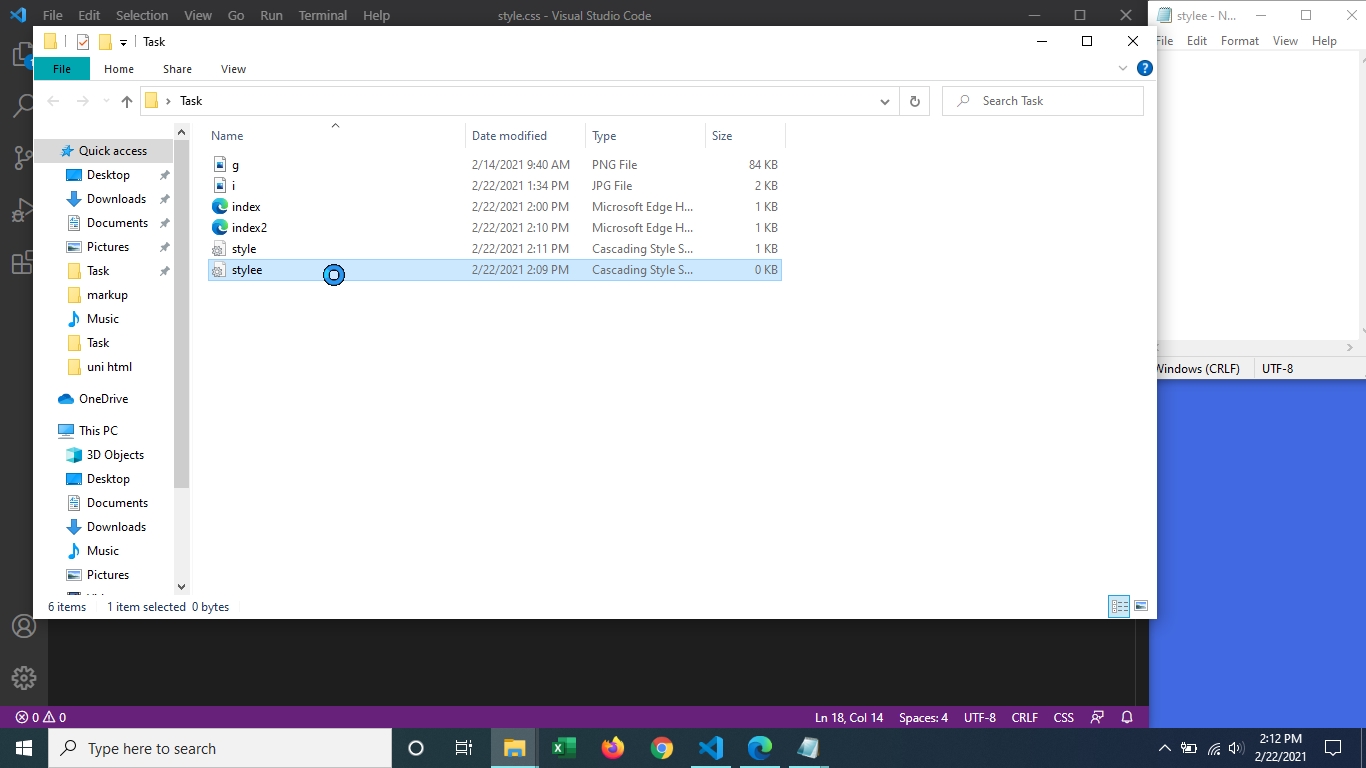 File Edit Selection View Go Run Terminal Help style.css - Visual Studio Code
stylee - N...
Task
File Edit Format View Help
File Home Share View
Task
Search Task
Name Date modified Type Size
Quick access
Desktop
Downloads
Documents
Pictures
Task
markup
Music
Task
uni html
OneDrive
This PC
3D Objects
Desktop
Documents
Downloads
Music
Pictures
g 2/14/2021 9:40 AM PNG File 84 KB
i 2/22/2021 1:34 PM JPG File 2 KB
index 2/22/2021 2:00 PM Microsoft Edge H... 1 KB
index2 2/22/2021 2:10 PM Microsoft Edge H... 1 KB
style 2/22/2021 2:11 PM Cascading Style S... 1 KB
stylee 2/22/2021 2:09 PM Cascading Style S... 0 KB
Windows (CRLF) UTF-8
6 items 1 item selected 0 bytes
0 0 Ln 18, Col 14 Spaces: 4 UTF-8 CRLF CSS
Type here to search
2:12 PM
2/22/2021